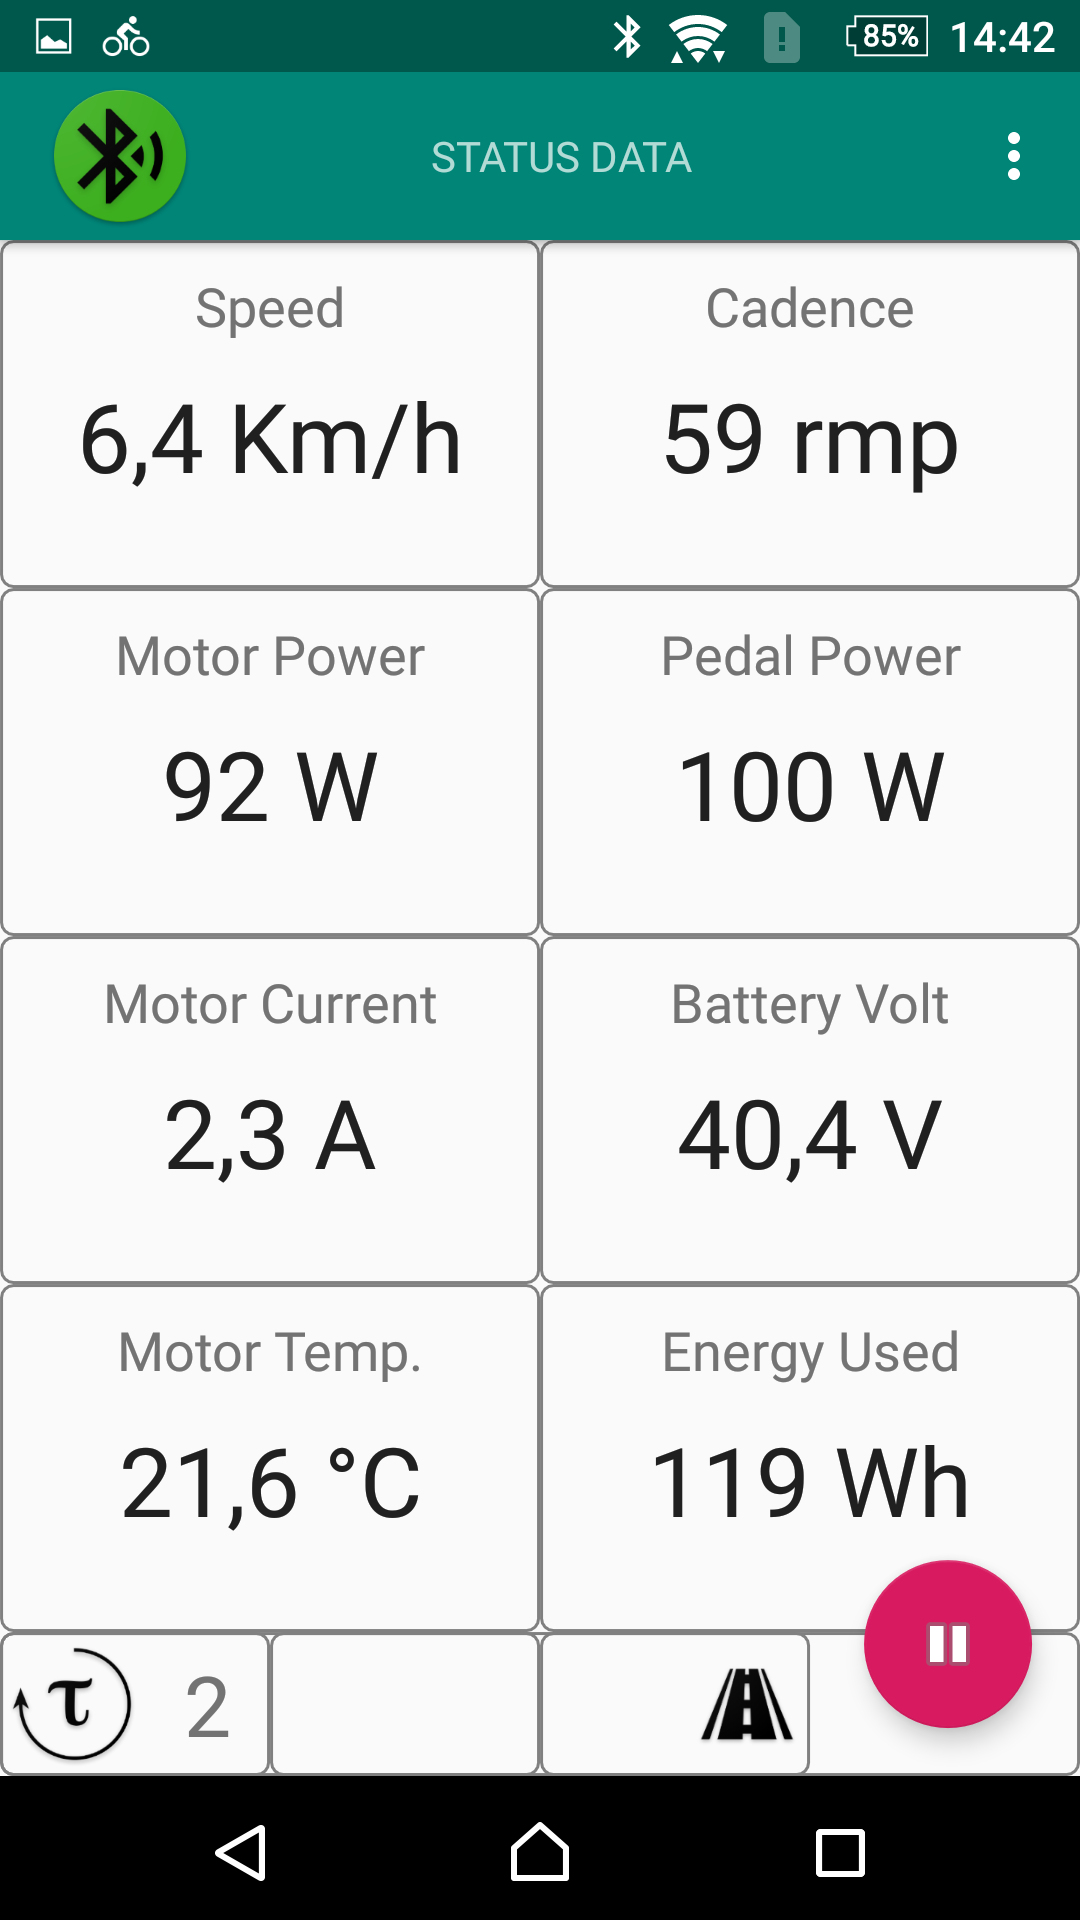 85% 14:42
STATUS DATA
Speed Cadence
6,4 Km/h 59 rmp
Motor Power Pedal Power
92 W 100 W
Motor Current Battery Volt
2,3 A 40,4 V
Motor Temp. Energy Used
21,6 °C 119 Wh
τ 2